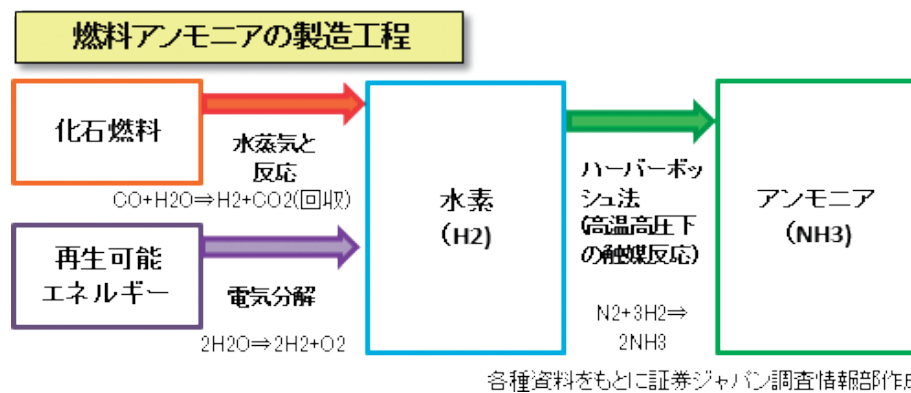 燃料アンモニアの製造工程
化石燃料
水蒸気と
反応
CO+H2O⇒H2+CO2(回収)
再生可能
エネルギー
電気分解
2H2O⇒2H2+O2
水素
(H2)
ハーバーボッ
シュ法
(高温高圧下
の触媒反応)
N2+3H2⇒
2NH3
アンモニア
(NH3)
各種資料をもとに証券ジャパン調査情報部作成